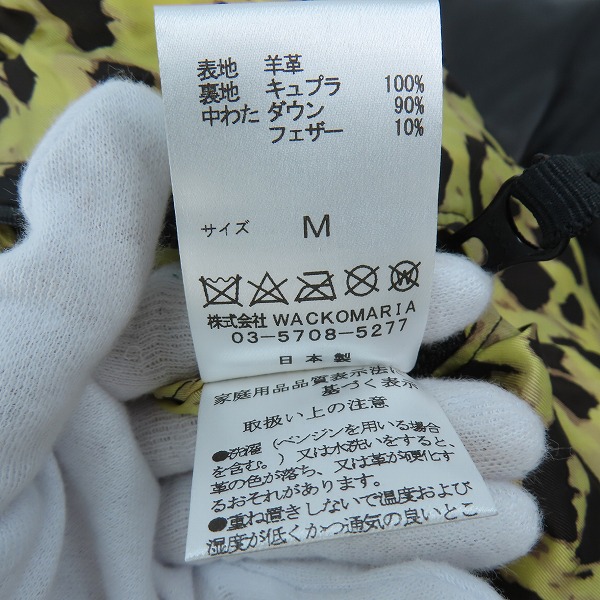 表地 羊革
裏地 キュプラ 100%
中わた ダウン 90%
フェザー 10%
サイズ M
株式会社 WACKOMARIA
03-5708-5277
日本製
家庭用品品質表示法に
基づく表示
取扱い上の注意
●洗濯（ベンジンを用いる場合
を含む。）又は水洗いをすると、
革の色が落ち、又は革が硬化す
るおそれがあります。
●重ね置きしないで温度および
湿度が低くかつ通気の良いとこ